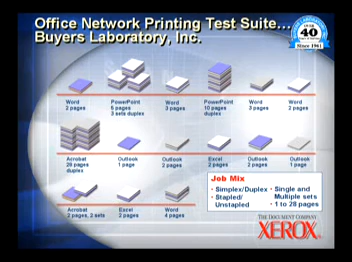 Office Network Printing Test Suite...
Buyers Laboratory, Inc.
OVER
40
Since 1961
Word
2 pages
PowerPoint
5 pages
3 sets duplex
Word
3 pages
PowerPoint
10 pages
duplex
Word
3 pages
Word
2 pages
Acrobat
28 pages
duplex
Outlook
1 page
Outlook
2 pages
Excel
2 pages
Outlook
2 pages
Outlook
1 page
Acrobat
2 pages, 2 sets
Excel
2 pages
Word
4 pages
Job Mix
· Simplex/Duplex
· Stapled/
Unstapled
· Single and
Multiple sets
· 1 to 28 pages
THE DOCUMENT COMPANY
XEROX